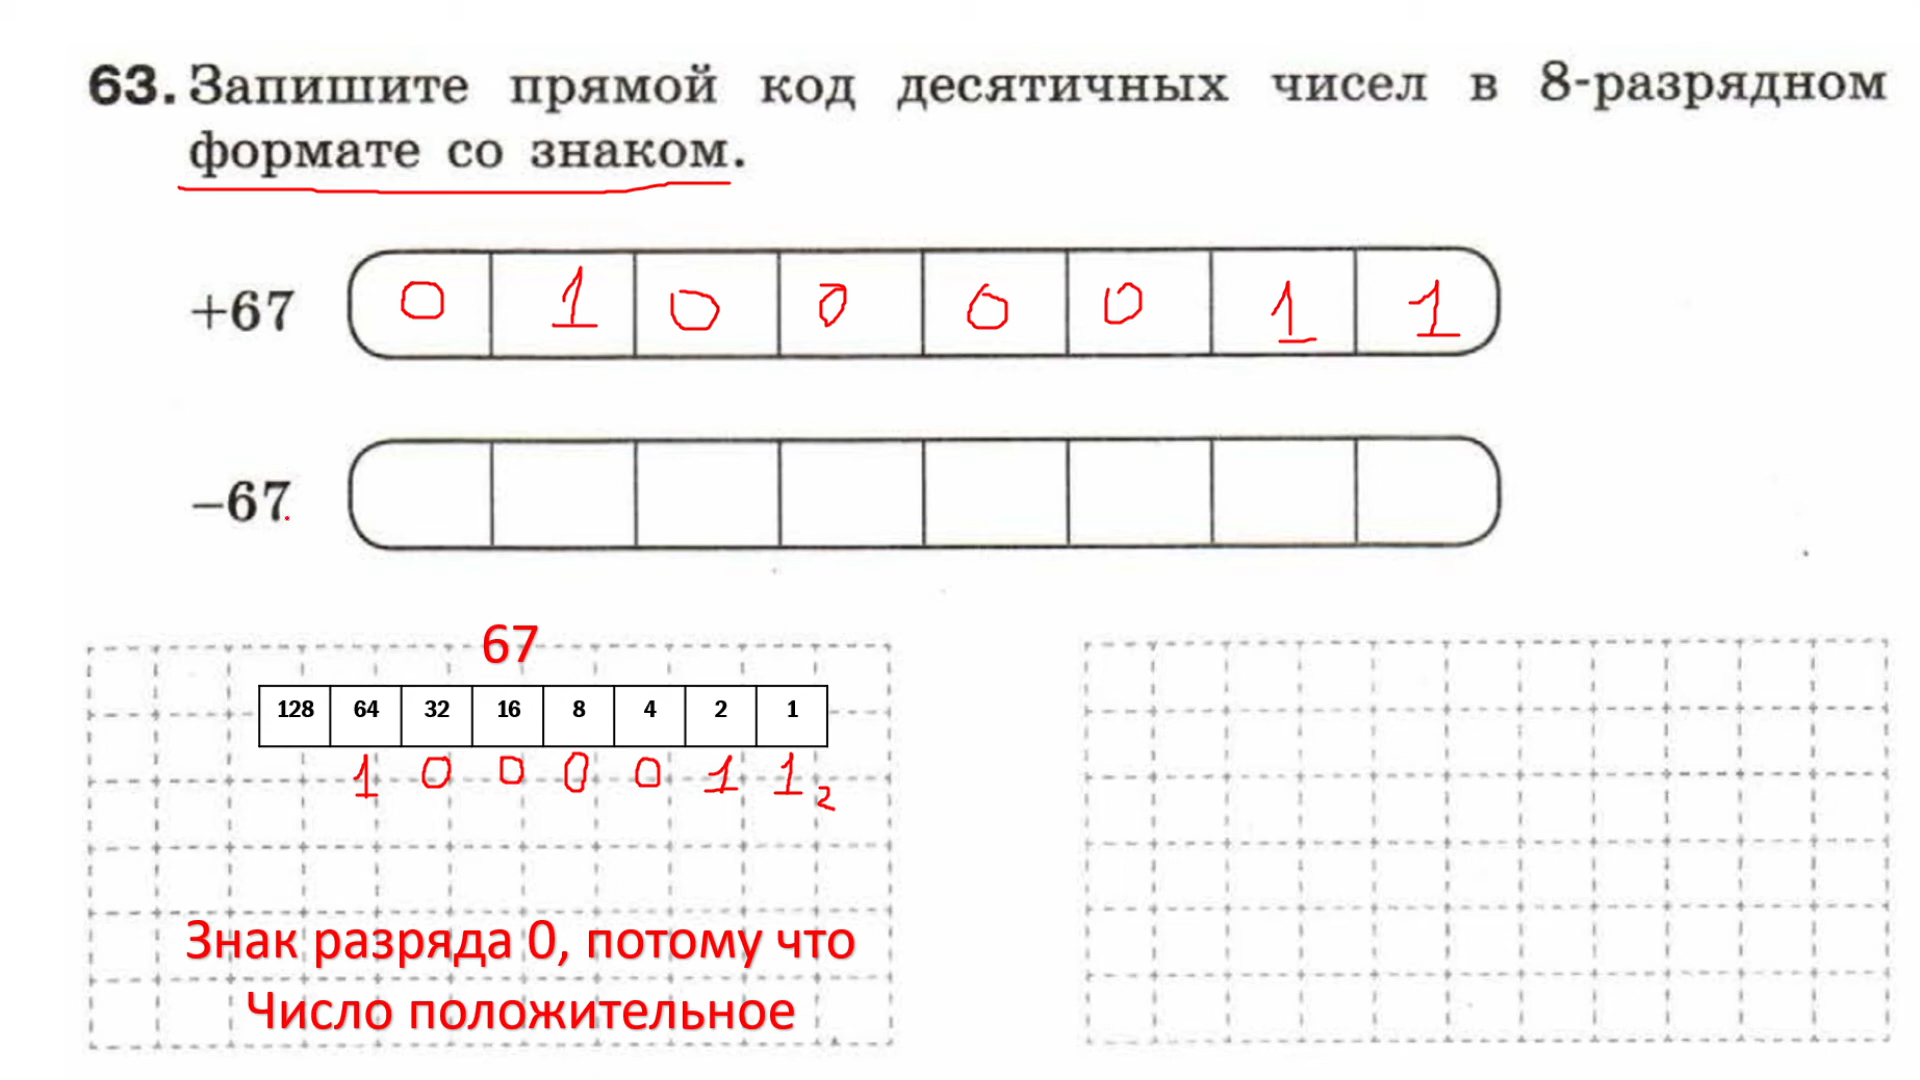 63. Запишите прямой код десятичных чисел в 8-разрядном
формате со знаком.
+67 0 1 0 0 0 0 1 1
–67
67
128 64 32 16 8 4 2 1
1 0 0 0 0 1 1 2
Знак разряда 0, потому что
Число положительное